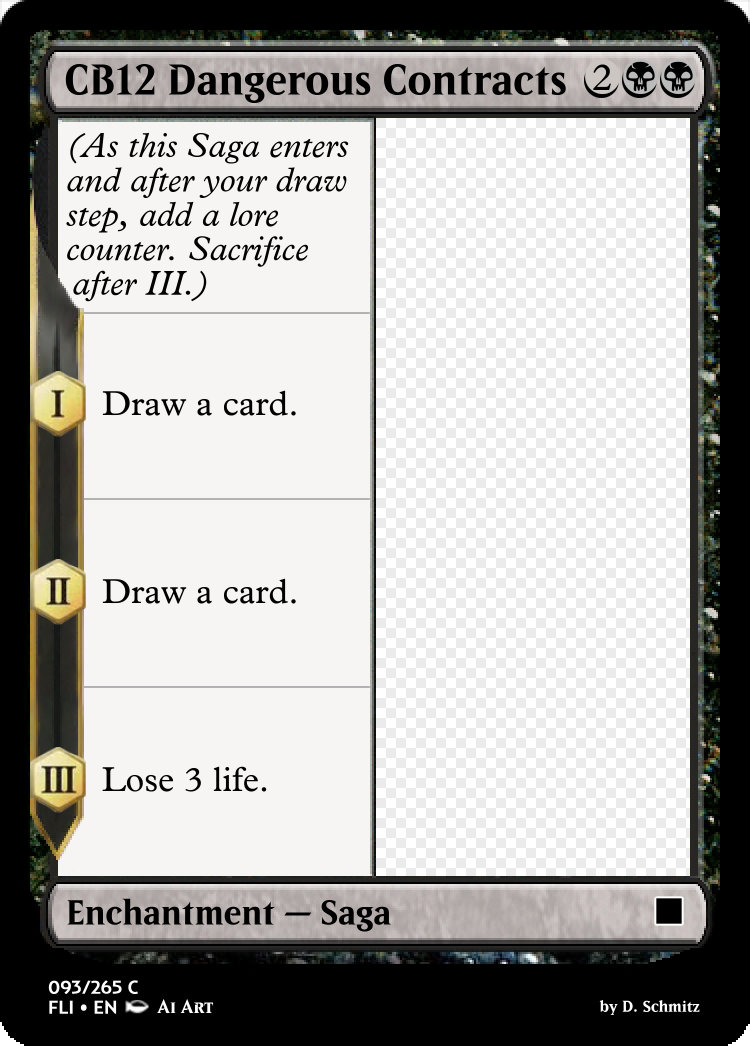 CB12 Dangerous Contracts 2
(As this Saga enters
and after your draw
step, add a lore
counter. Sacrifice
after III.)
I Draw a card.
II Draw a card.
III Lose 3 life.
Enchantment — Saga
093/265 C
FLI • EN AI ART
by D. Schmitz